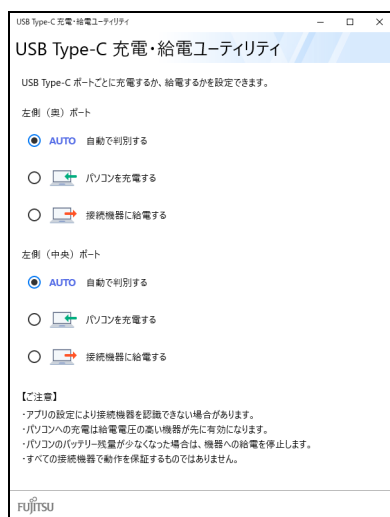 USB Type-C 充電・給電ユーティリティ
USB Type-C 充電・給電ユーティリティ
USB Type-C ポートごとに充電するか、給電するかを設定できます。
左側（奥）ポート
AUTO 自動で判別する
パソコンを充電する
接続機器に給電する
左側（中央）ポート
AUTO 自動で判別する
パソコンを充電する
接続機器に給電する
【ご注意】
・アプリの設定により接続機器を認識できない場合があります。
・パソコンへの充電は給電電圧の高い機器が先に有効になります。
・パソコンのバッテリー残量が少なくなった場合は、機器への給電を停止します。
・すべての接続機器で動作を保証するものではありません。
FUJITSU